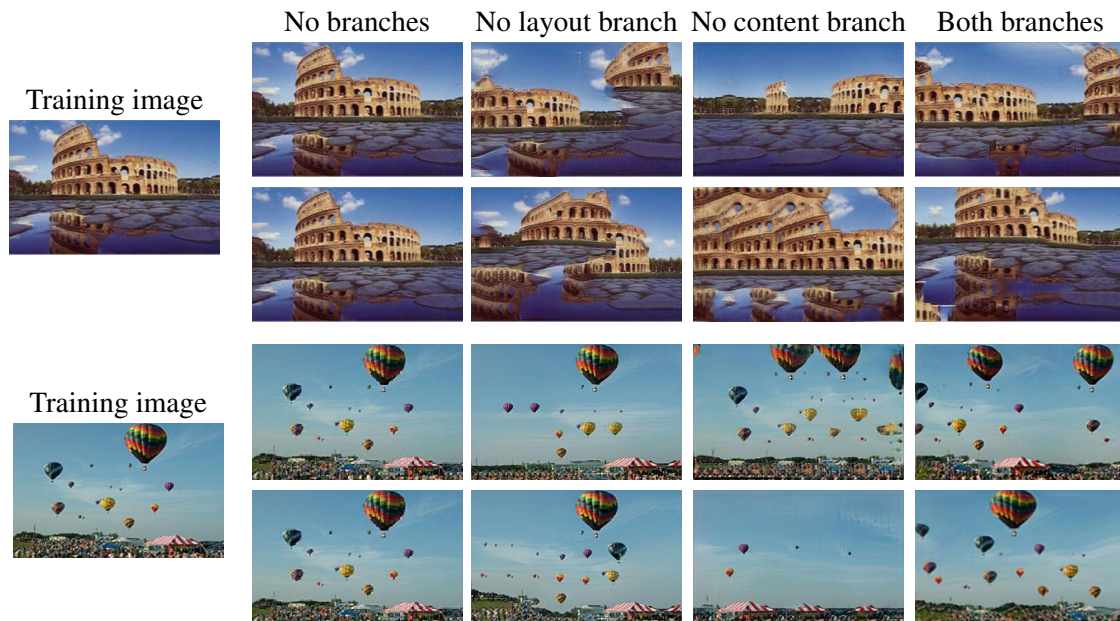 No branches
No layout branch
No content branch
Both branches
Training image
Training image